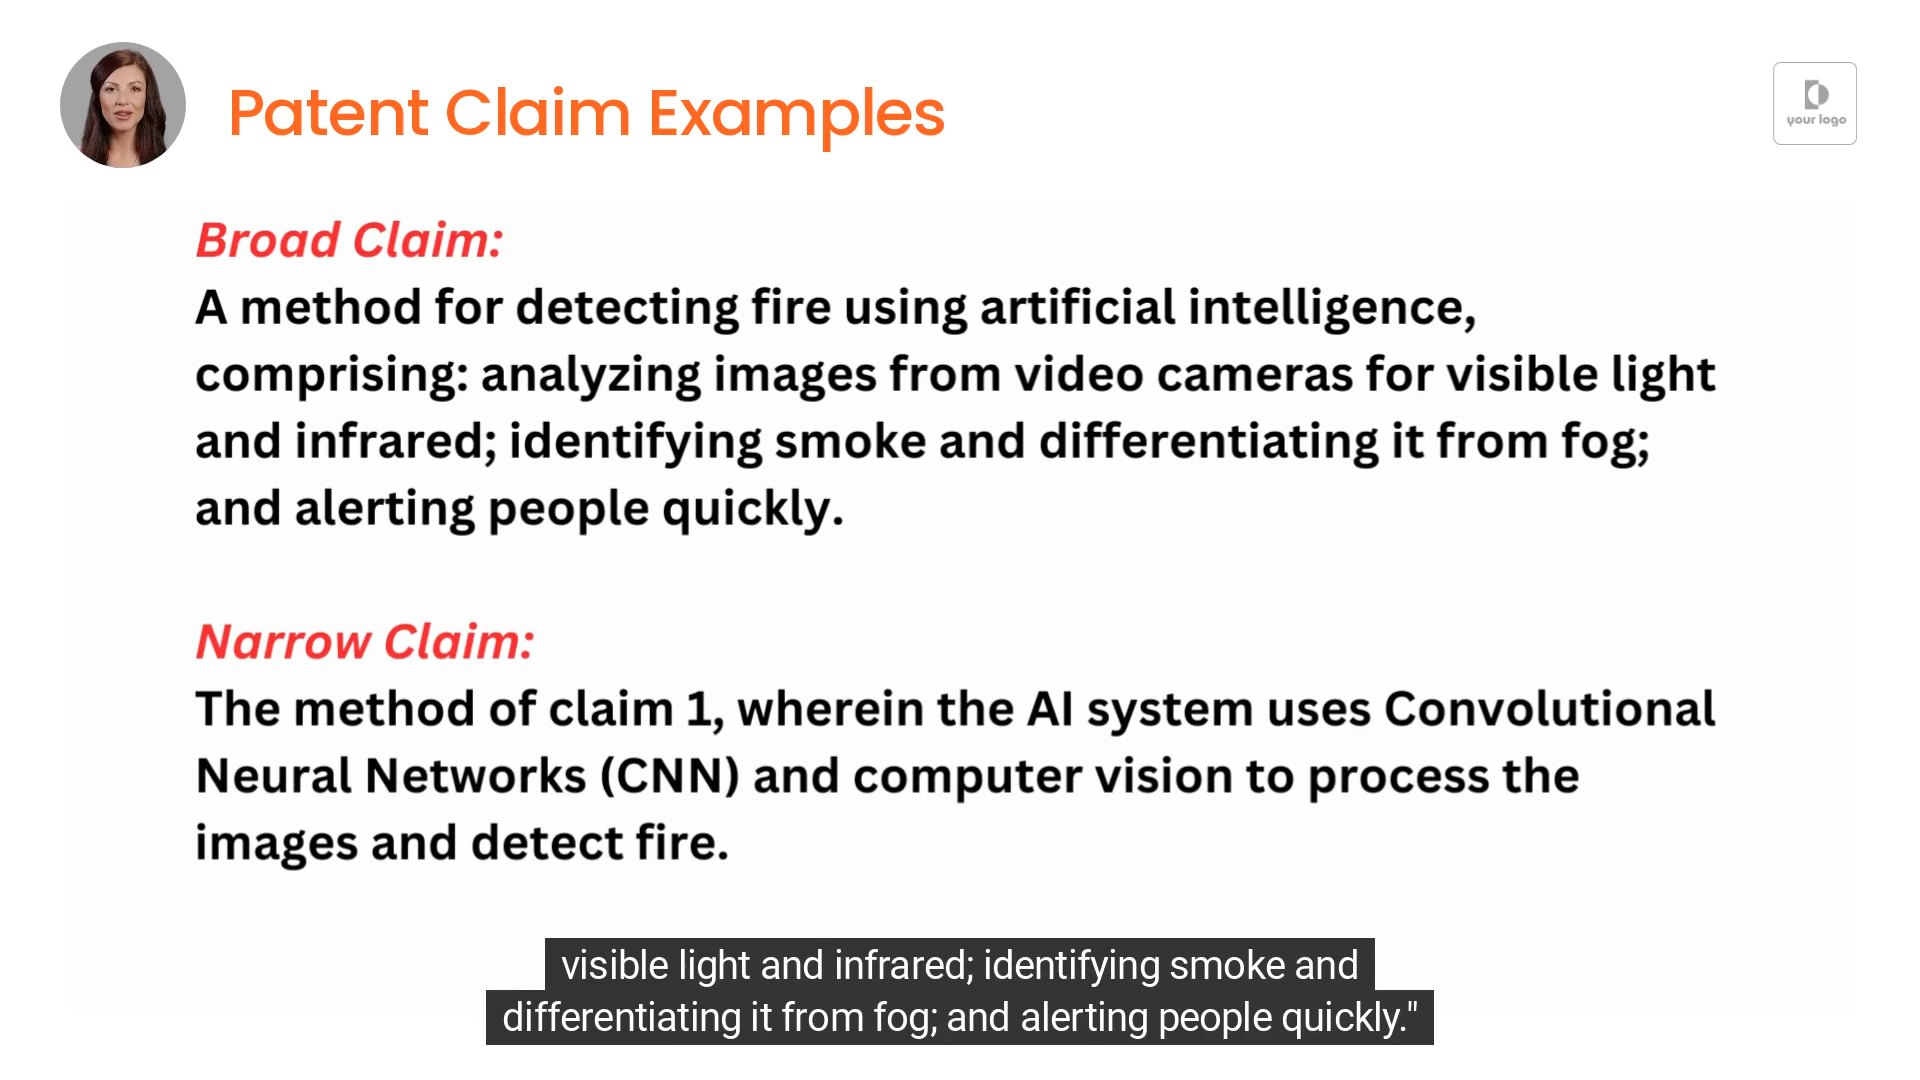 Patent Claim Examples
your logo
Broad Claim:
A method for detecting fire using artificial intelligence,
comprising: analyzing images from video cameras for visible light
and infrared; identifying smoke and differentiating it from fog;
and alerting people quickly.
Narrow Claim:
The method of claim 1, wherein the AI system uses Convolutional
Neural Networks (CNN) and computer vision to process the
images and detect fire.
visible light and infrared; identifying smoke and
differentiating it from fog; and alerting people quickly."